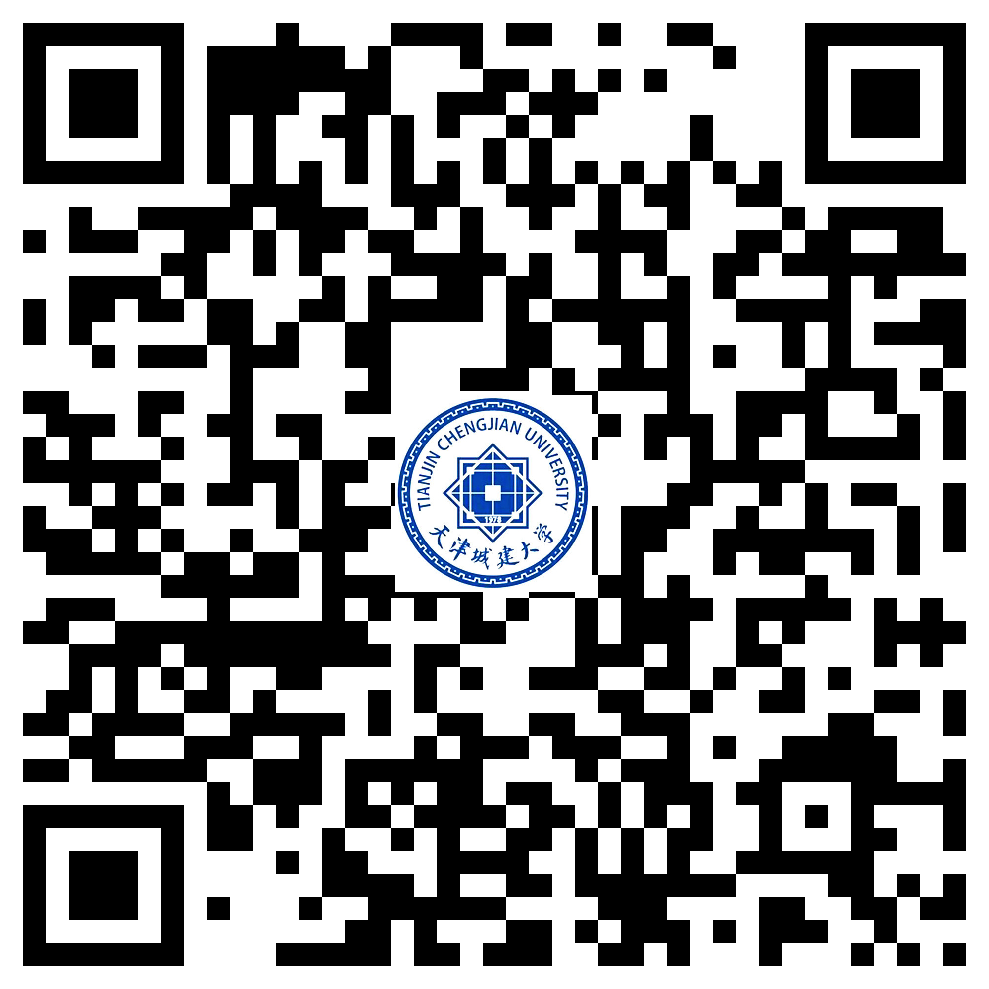 TIANJIN CHENGJIAN UNIVERSITY
1978
天津城建大学